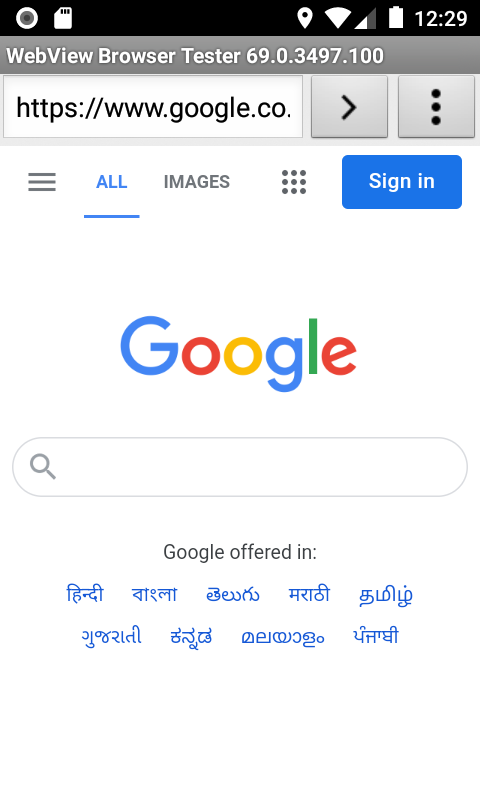 12:29
WebView Browser Tester 69.0.3497.100
https://www.google.co.
ALL IMAGES Sign in
Google
Google offered in:
हिन्दी বাংলা తెలుగు मराठी தமிழ்
ગુજરાતી ಕನ್ನಡ മലയാളം ਪੰਜਾਬੀ